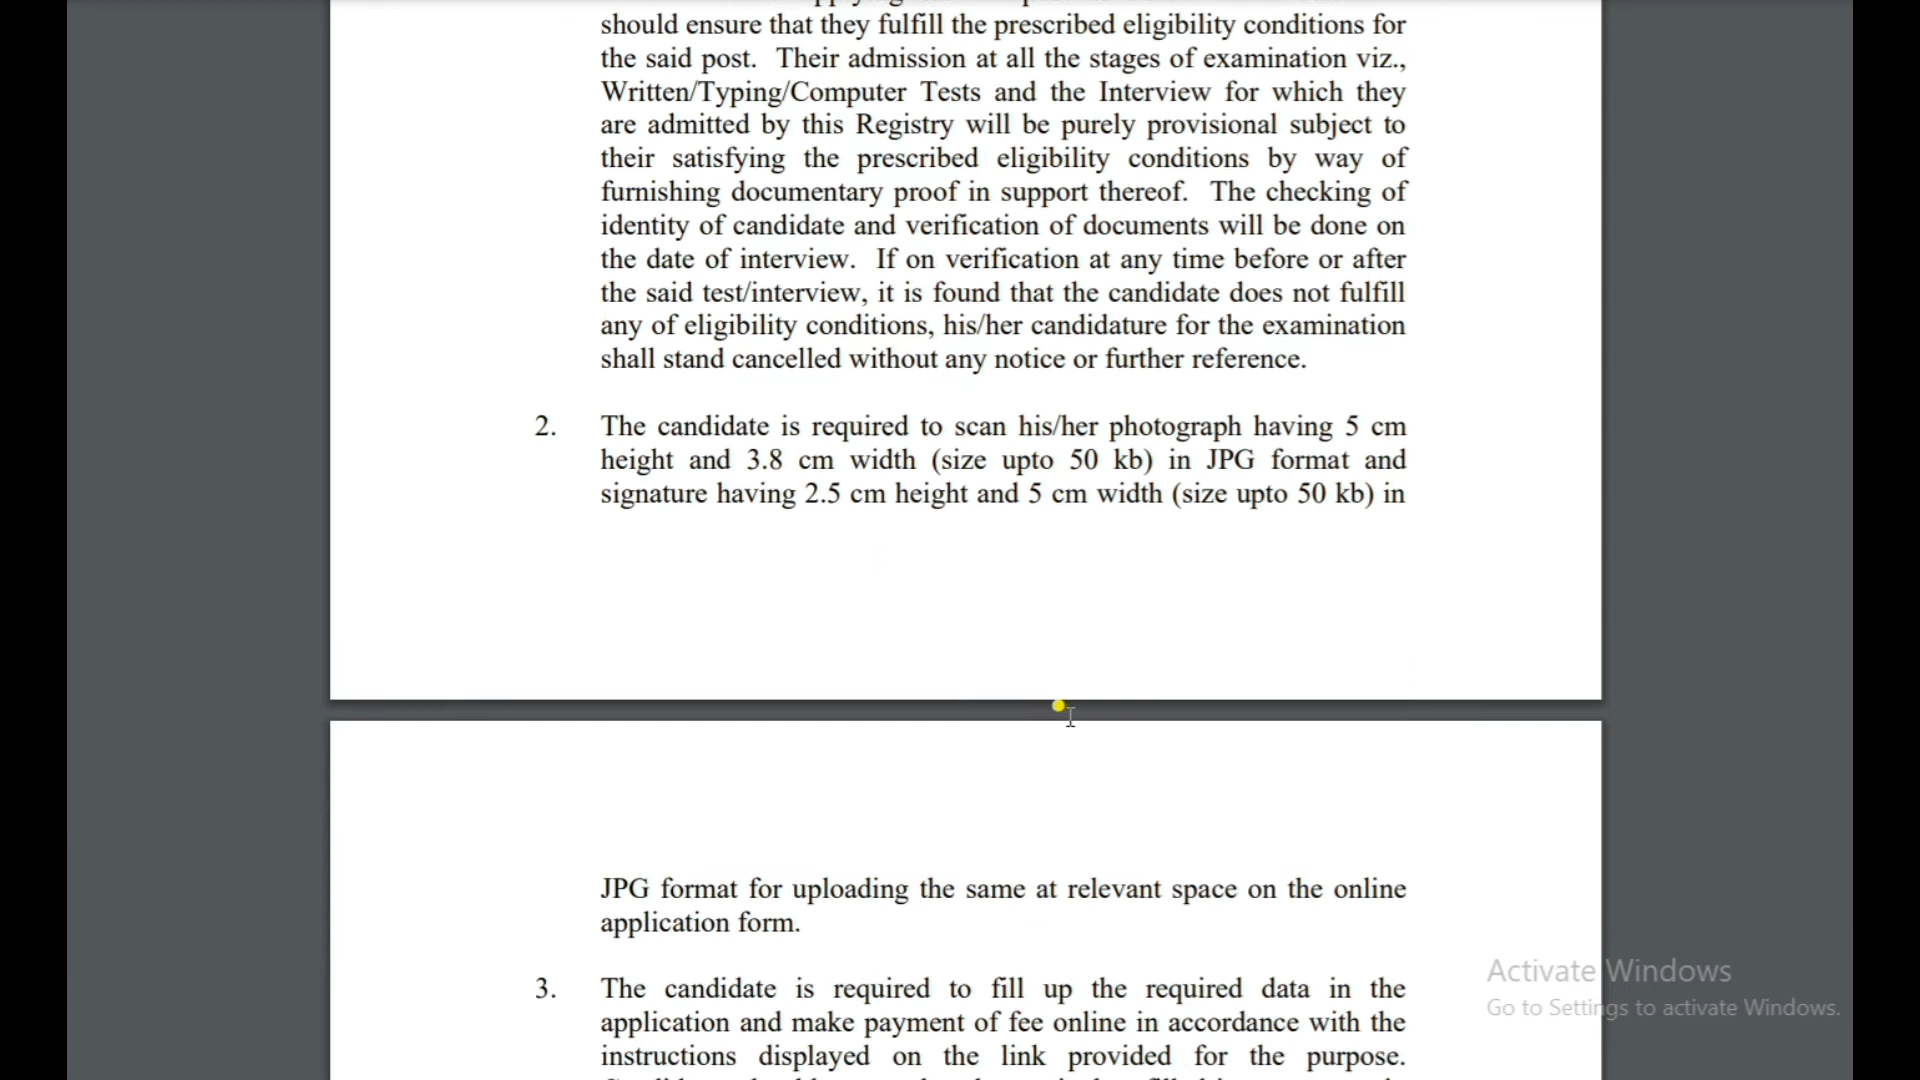 should ensure that they fulfill the prescribed eligibility conditions for
the said post. Their admission at all the stages of examination viz.,
Written/Typing/Computer Tests and the Interview for which they
are admitted by this Registry will be purely provisional subject to
their satisfying the prescribed eligibility conditions by way of
furnishing documentary proof in support thereof. The checking of
identity of candidate and verification of documents will be done on
the date of interview. If on verification at any time before or after
the said test/interview, it is found that the candidate does not fulfill
any of eligibility conditions, his/her candidature for the examination
shall stand cancelled without any notice or further reference.
2. The candidate is required to scan his/her photograph having 5 cm
height and 3.8 cm width (size upto 50 kb) in JPG format and
signature having 2.5 cm height and 5 cm width (size upto 50 kb) in
JPG format for uploading the same at relevant space on the online
application form.
3. The candidate is required to fill up the required data in the
application and make payment of fee online in accordance with the
instructions displayed on the link provided for the purpose.
Activate Windows
Go to Settings to activate Windows.